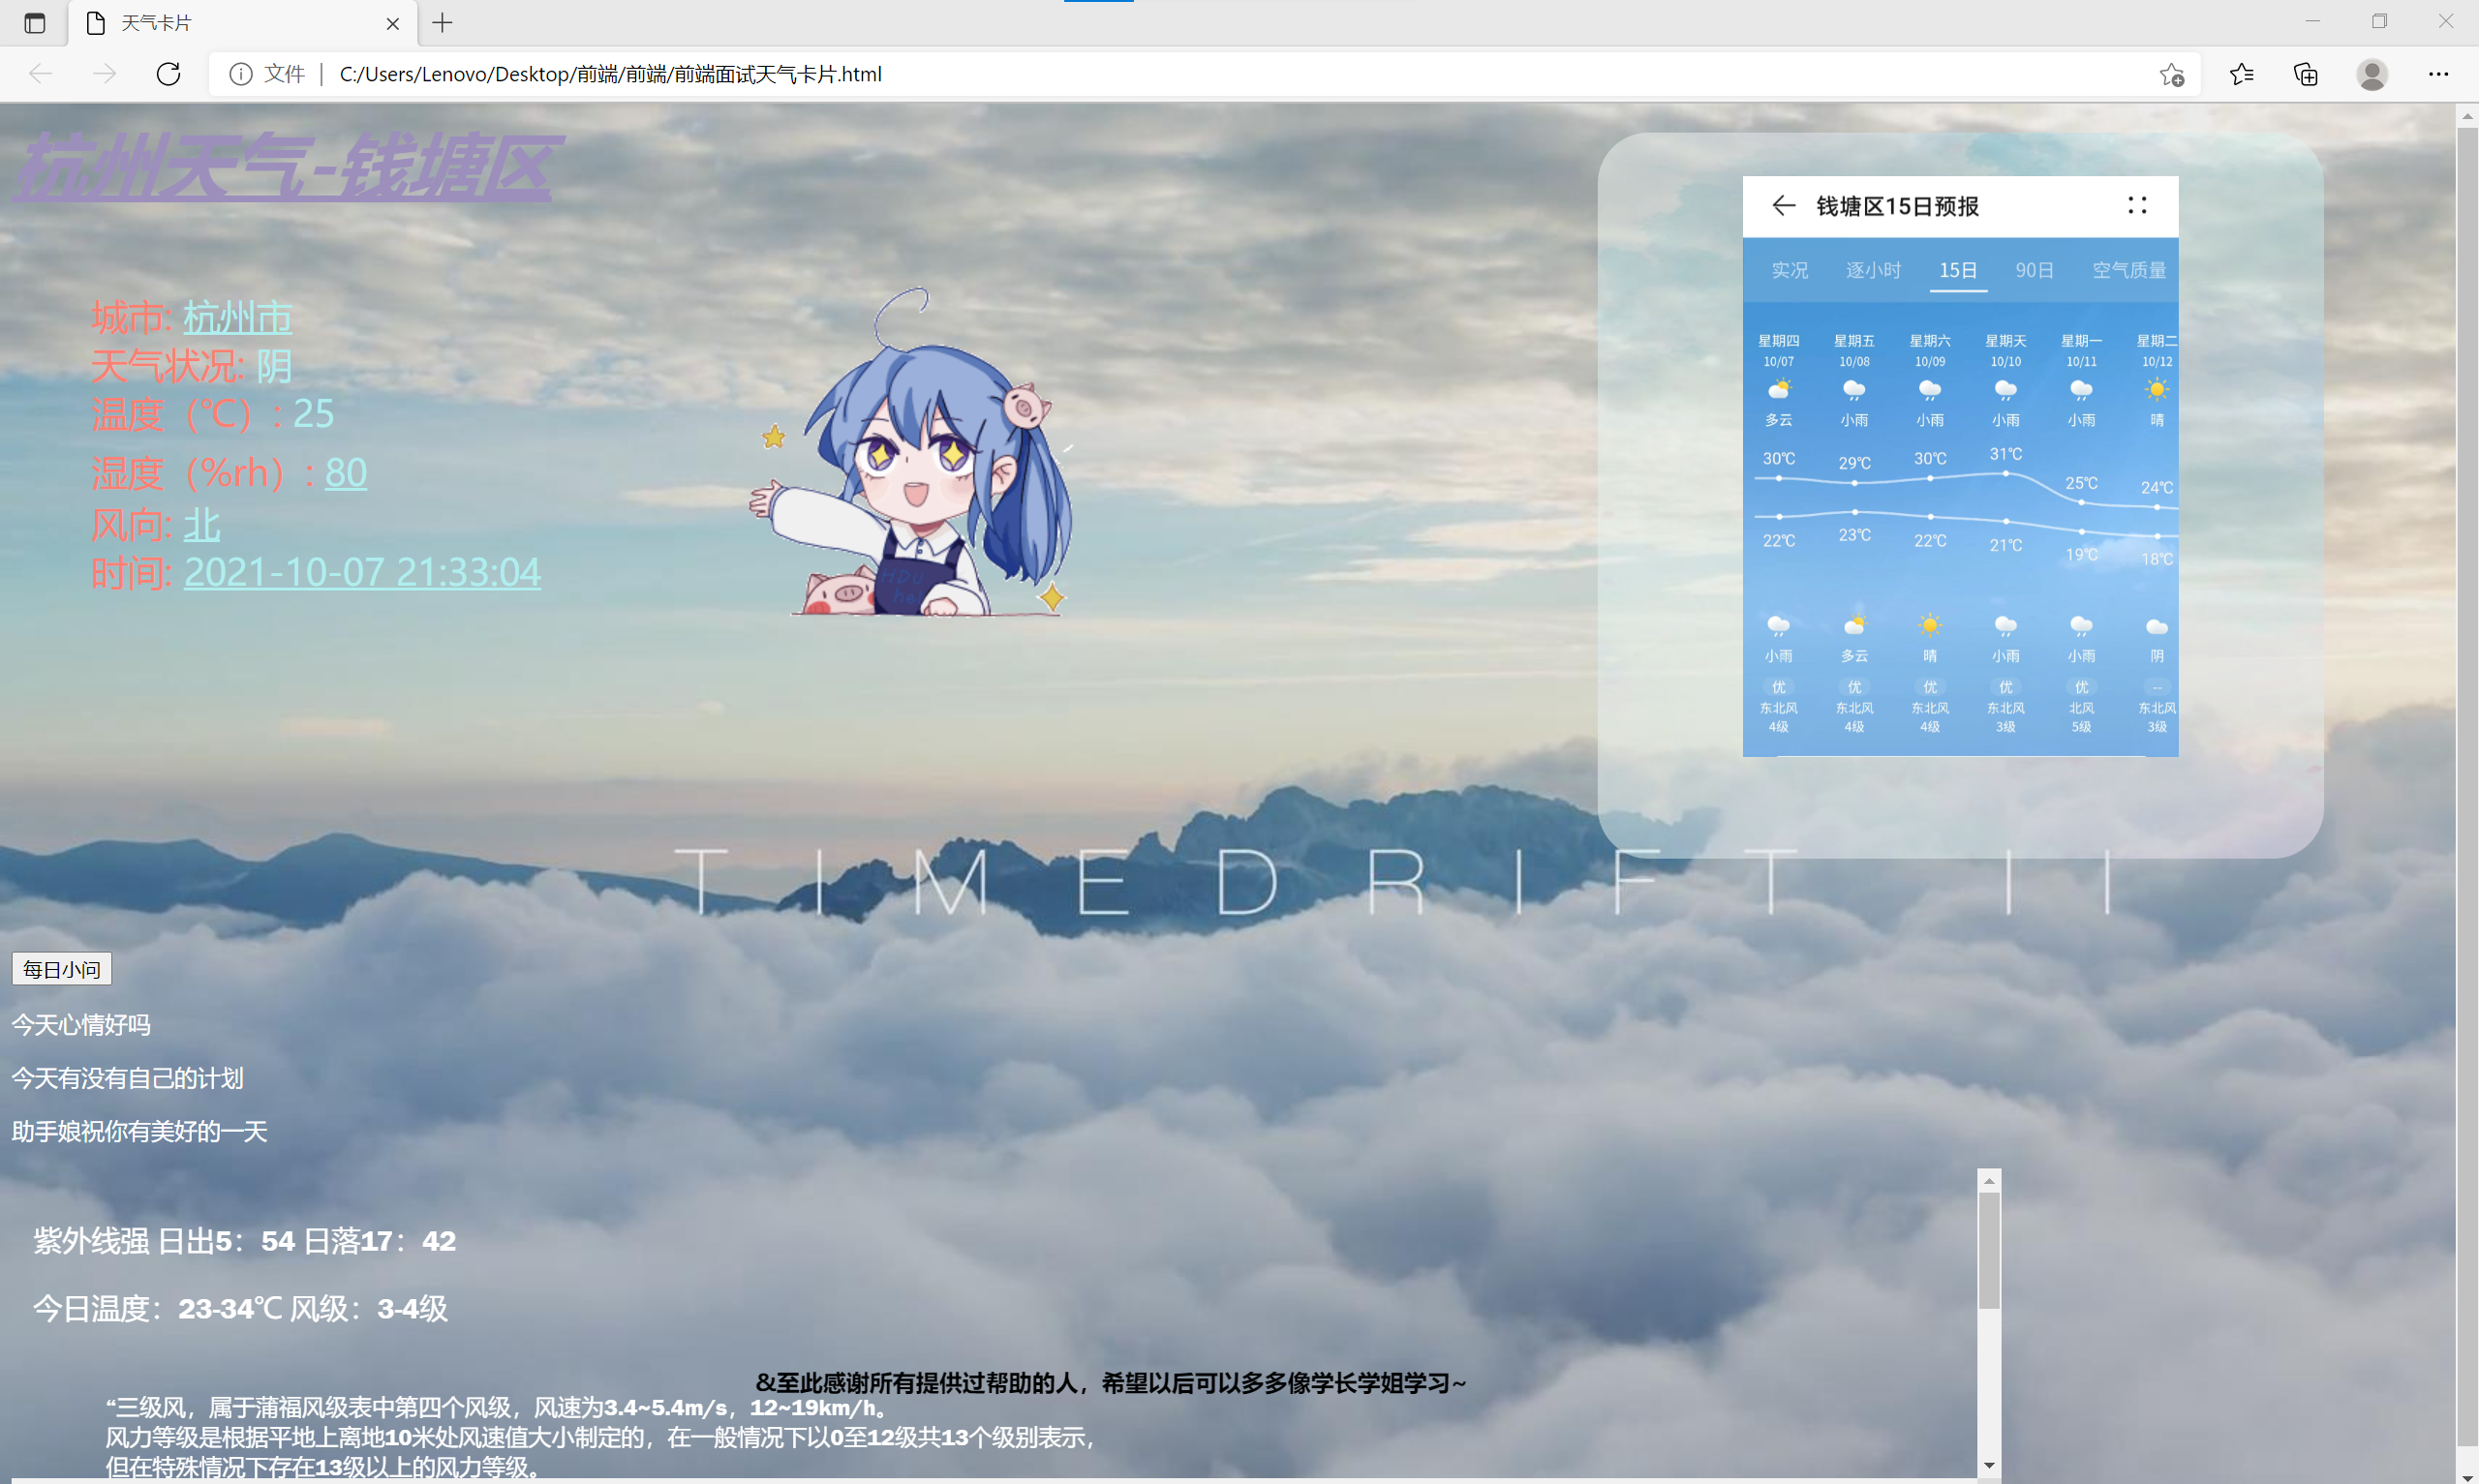 天气卡片
文件 | C:/Users/Lenovo/Desktop/前端/前端/前端面试天气卡片.html
杭州天气-钱塘区
城市: 杭州市
天气状况: 阴
温度（℃）: 25
湿度（%rh）: 80
风向: 北
时间: 2021-10-07 21:33:04
HDU
hel
钱塘区15日预报
实况 逐小时 15日 90日 空气质量
星期四 星期五 星期六 星期天 星期一 星期二
10/07 10/08 10/09 10/10 10/11 10/12
多云 小雨 小雨 小雨 小雨 晴
30℃ 29℃ 30℃ 31℃ 25℃ 24℃
22℃ 23℃ 22℃ 21℃ 19℃ 18℃
小雨 多云 晴 小雨 小雨 阴
优 优 优 优 优 --
东北风 东北风 东北风 东北风 北风 东北风
4级 4级 4级 3级 5级 3级
TIMEDRIFT II
每日小问
今天心情好吗
今天有没有自己的计划
助手娘祝你有美好的一天
紫外线强 日出5：54 日落17：42
今日温度：23-34℃ 风级：3-4级
&至此感谢所有提供过帮助的人，希望以后可以多多像学长学姐学习~
“三级风，属于蒲福风级表中第四个风级，风速为3.4~5.4m/s，12~19km/h。
风力等级是根据平地上离地10米处风速值大小制定的，在一般情况下以0至12级共13个级别表示，
但在特殊情况下存在13级以上的风力等级。